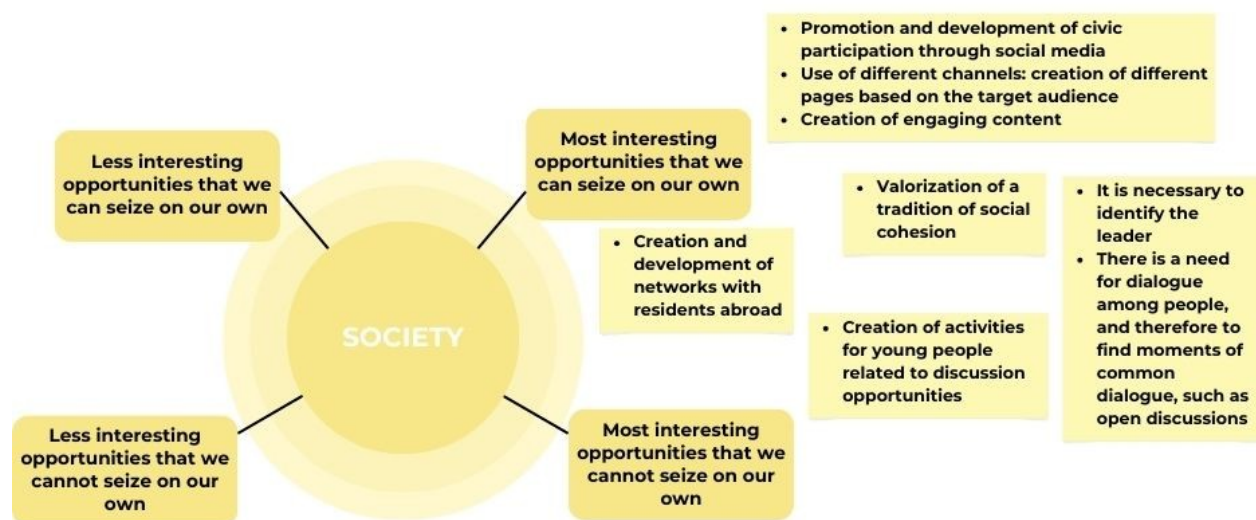 Less interesting
opportunities that we
can seize on our own
Most interesting
opportunities that we
can seize on our own
• Promotion and development of civic
participation through social media
• Use of different channels: creation of different
pages based on the target audience
• Creation of engaging content
• Creation and
development of
networks with
residents abroad
• Valorization of a
tradition of social
cohesion
• It is necessary to
identify the
leader
• There is a need
for dialogue
among people,
and therefore to
find moments of
common
dialogue, such as
open discussions
SOCIETY
• Creation of activities
for young people
related to discussion
opportunities
Less interesting
opportunities that we
cannot seize on our
own
Most interesting
opportunities that we
cannot seize on our
own